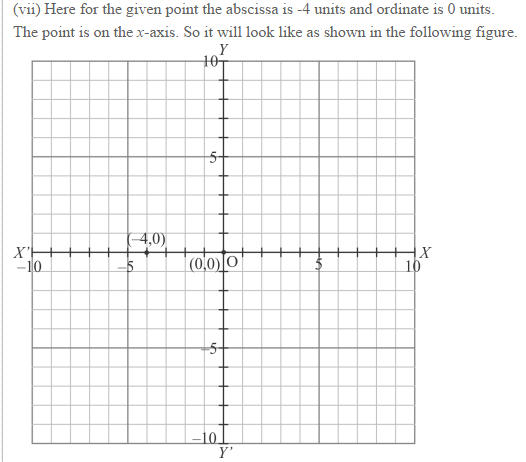 (vii) Here for the given point the abscissa is -4 units and ordinate is 0 units.
The point is on the x-axis. So it will look like as shown in the following figure.
Y
10
5
(−4,0)
X' X
−10 −5 (0,0) O 5 10
−5
−10
Y'